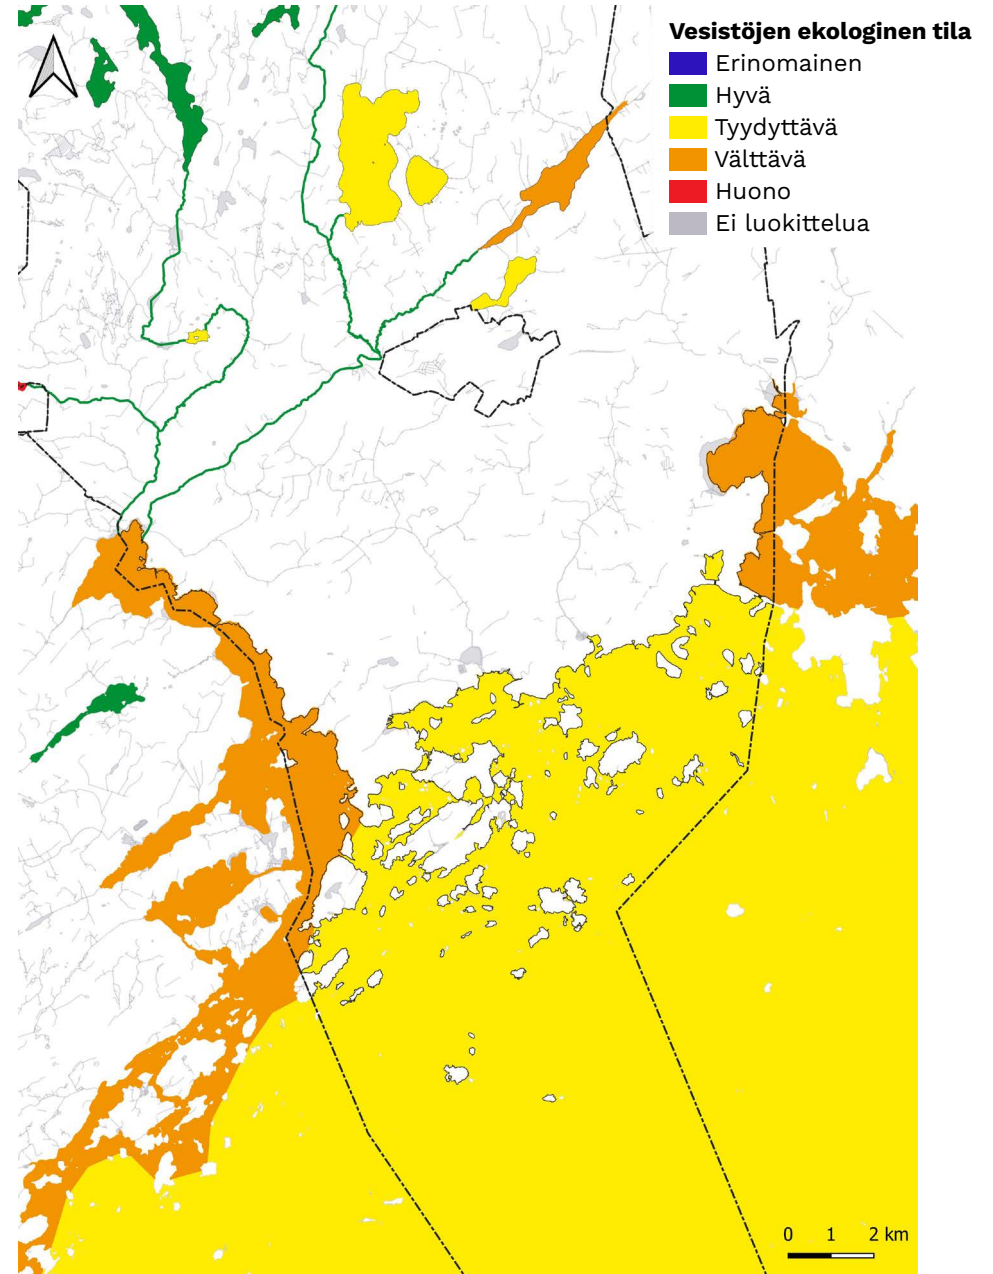 Vesistöjen ekologinen tila
Erinomainen
Hyvä
Tyydyttävä
Välttävä
Huono
Ei luokittelua
0 1 2 km